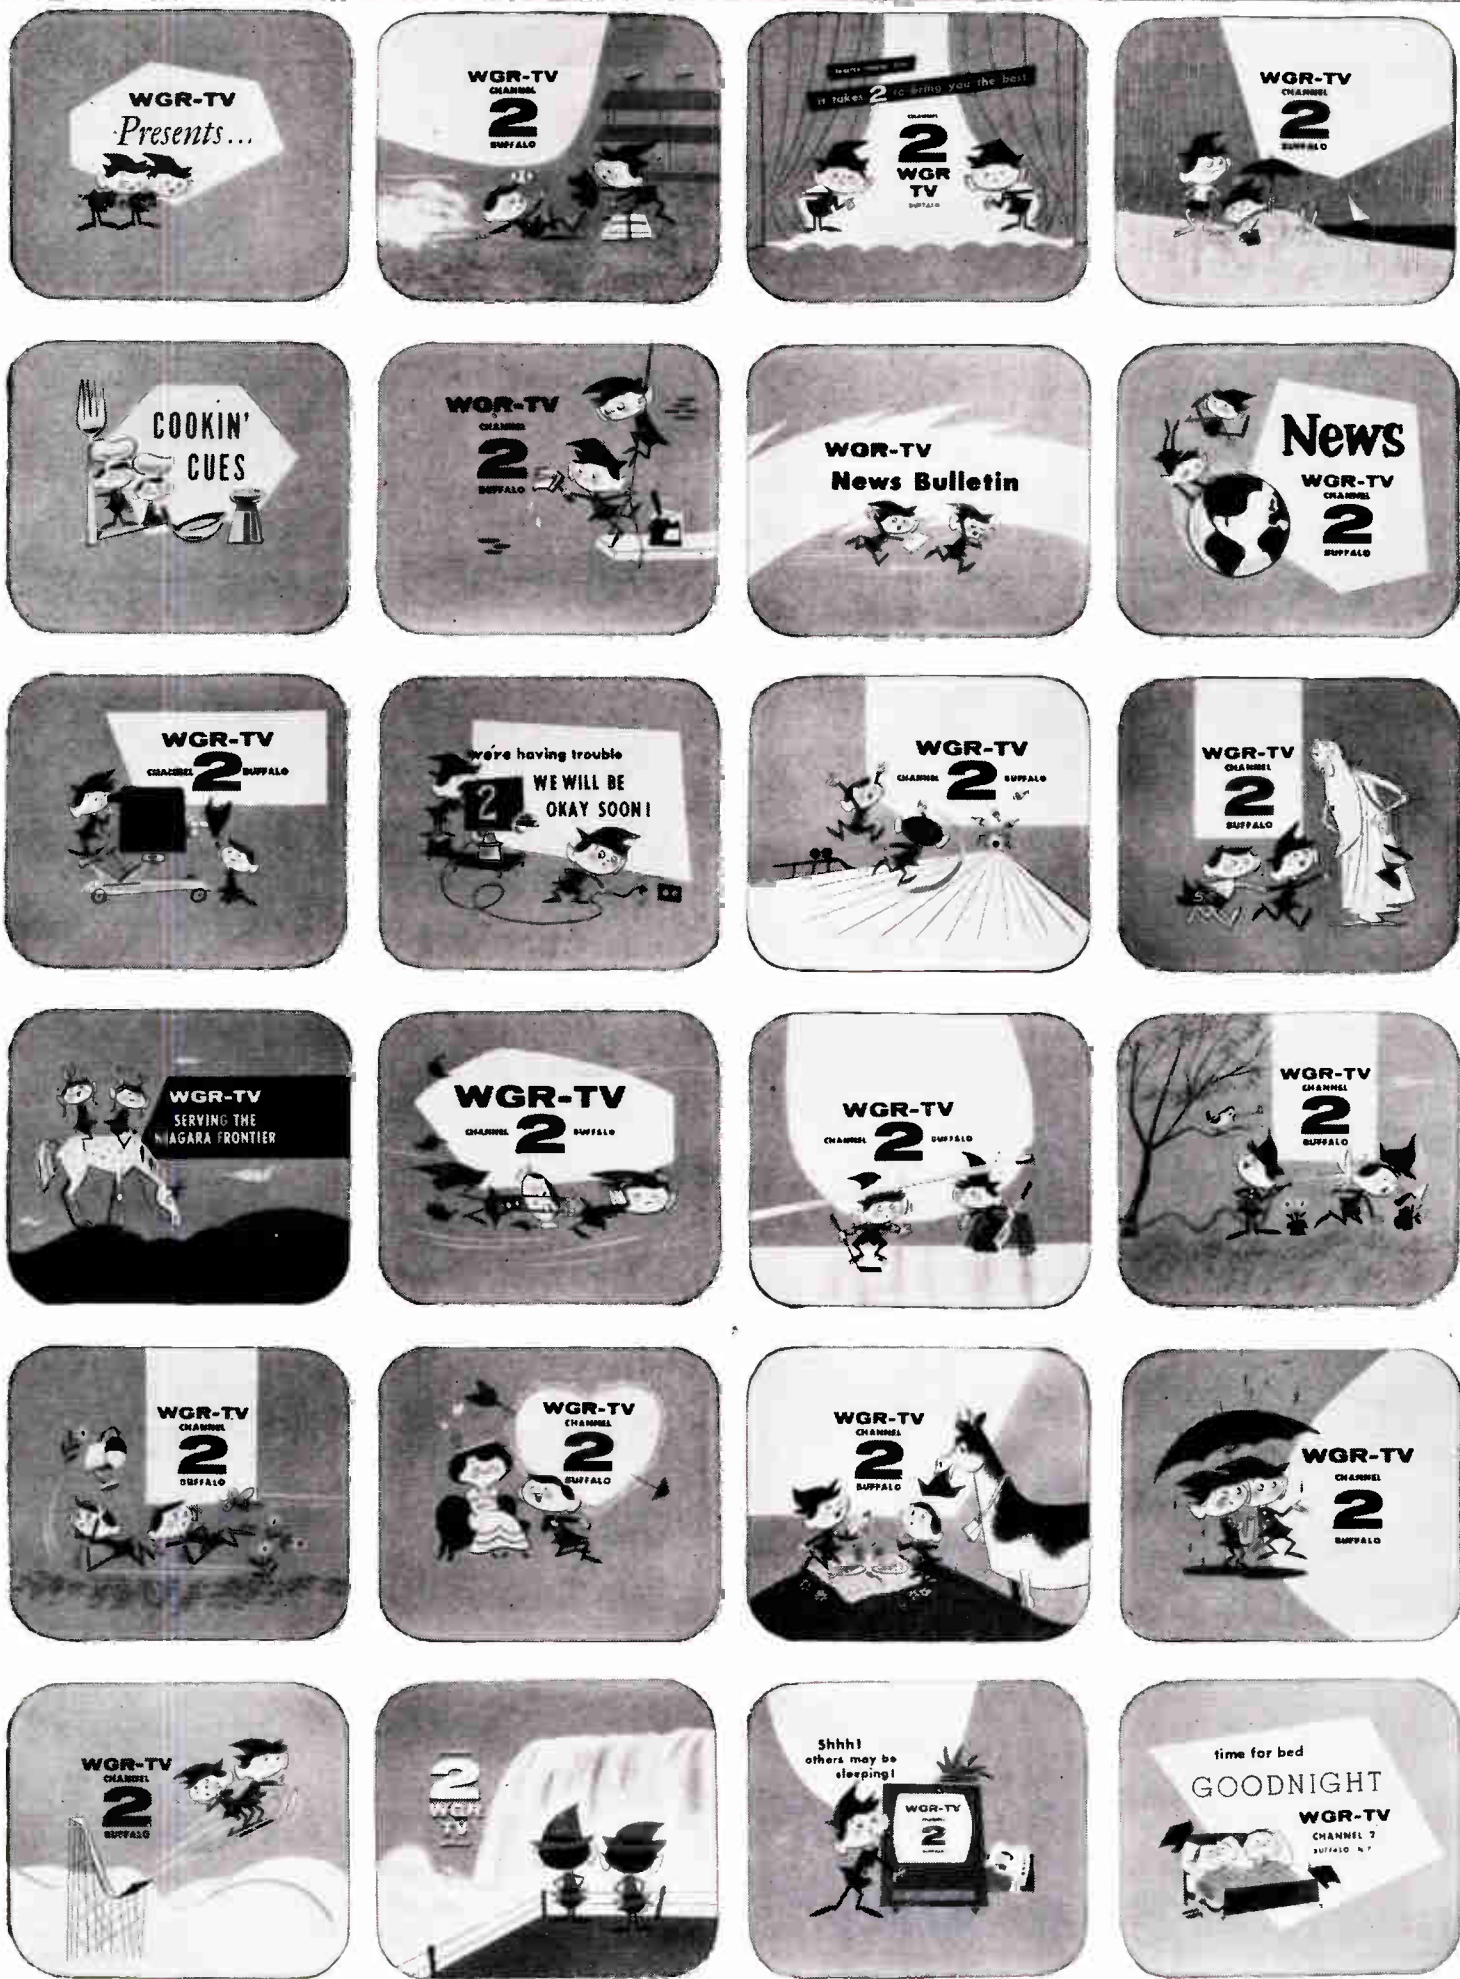 WGR-TV
Presents...
WGR-TV
CHANNEL
2
BUFFALO
it takes 2 to bring you the best
CHANNEL
2
WGR
TV
BUFFALO
WGR-TV
CHANNEL
2
BUFFALO
COOKIN'
CUES
WGR-TV
CHANNEL
2
BUFFALO
WGR-TV
News Bulletin
News
WGR-TV
CHANNEL
2
BUFFALO
WGR-TV
CHANNEL 2 BUFFALO
we're having trouble
WE WILL BE
OKAY SOON!
2
WGR-TV
CHANNEL 2 BUFFALO
WGR-TV
CHANNEL
2
BUFFALO
WGR-TV
SERVING THE
NIAGARA FRONTIER
WGR-TV
CHANNEL 2 BUFFALO
WGR-TV
CHANNEL 2 BUFFALO
WGR-TV
CHANNEL
2
BUFFALO
WGR-TV
CHANNEL
2
BUFFALO
WGR-TV
CHANNEL
2
BUFFALO
WGR-TV
CHANNEL
2
BUFFALO
WGR-TV
CHANNEL
2
BUFFALO
WGR-TV
CHANNEL
2
BUFFALO
2
WGR
TV
Shhh!
others may be
sleeping!
WGR-TV
CHANNEL
2
BUFFALO
time for bed
GOODNIGHT
WGR-TV
CHANNEL 2
BUFFALO N.Y.